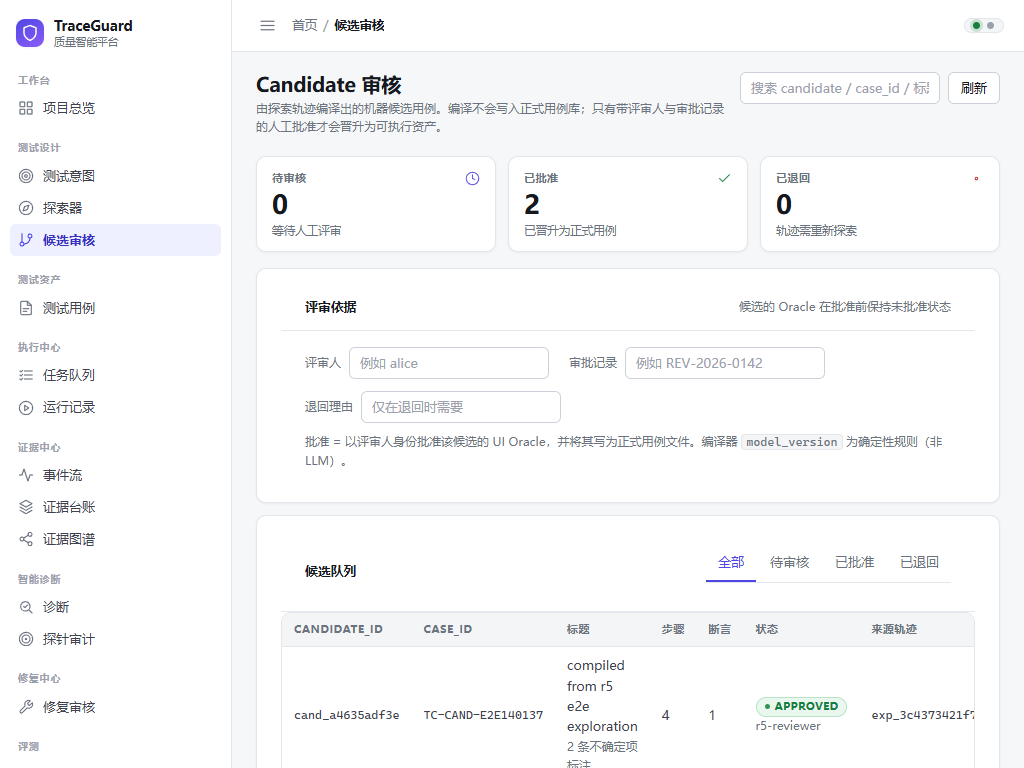 TraceGuard
质量智能平台
工作台
项目总览
测试设计
测试意图
探索器
候选审核
测试资产
测试用例
执行中心
任务队列
运行记录
证据中心
事件流
证据台账
证据图谱
智能诊断
诊断
探针审计
修复中心
修复审核
评测
首页 / 候选审核
Candidate 审核
由探索轨迹编译出的机器候选用例。编译不会写入正式用例库；只有带评审人与审批记录
的人工批准才会晋升为可执行资产。
搜索 candidate / case_id / 标
刷新
待审核
0
等待人工评审
已批准
2
已晋升为正式用例
已退回
0
轨迹需重新探索
评审依据
候选的 Oracle 在批准前保持未批准状态
评审人 例如 alice
审批记录 例如 REV-2026-0142
退回理由 仅在退回时需要
批准 = 以评审人身份批准该候选的 UI Oracle，并将其写为正式用例文件。编译器 model_version 为确定性规则（非
LLM）。
候选队列
全部 待审核 已批准 已退回
CANDIDATE_ID CASE_ID 标题 步骤 断言 状态 来源轨迹
cand_a4635adf3e TC-CAND-E2E140137
compiled
from r5
e2e
exploration
2 条不确定项
标注
4 1
APPROVED
r5-reviewer
exp_3c4373421f